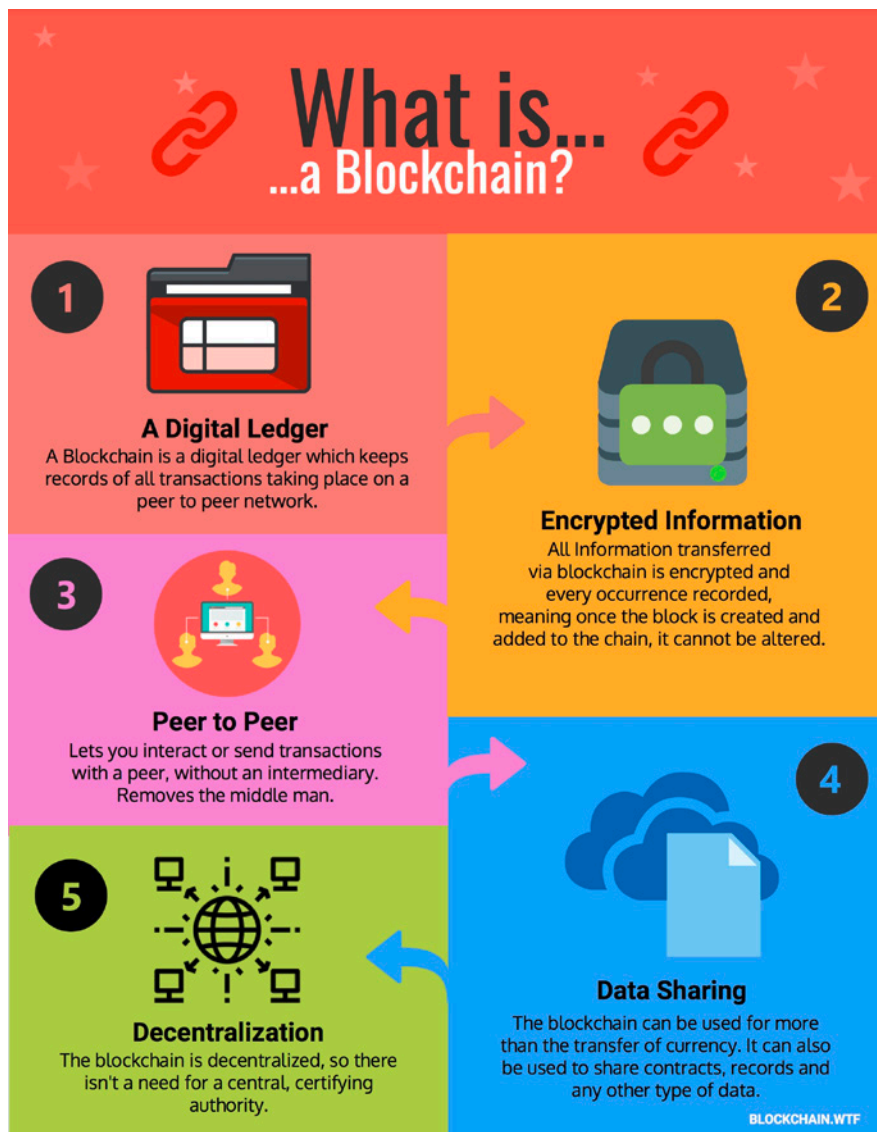 What is...
...a Blockchain?
1
A Digital Ledger
A Blockchain is a digital ledger which keeps
records of all transactions taking place on a
peer to peer network.
2
Encrypted Information
All Information transferred
via blockchain is encrypted and
every occurrence recorded,
meaning once the block is created and
added to the chain, it cannot be altered.
3
Peer to Peer
Lets you interact or send transactions
with a peer, without an intermediary.
Removes the middle man.
4
Data Sharing
The blockchain can be used for more
than the transfer of currency. It can also
be used to share contracts, records and
any other type of data.
5
Decentralization
The blockchain is decentralized, so there
isn't a need for a central, certifying
authority.
BLOCKCHAIN.WTF